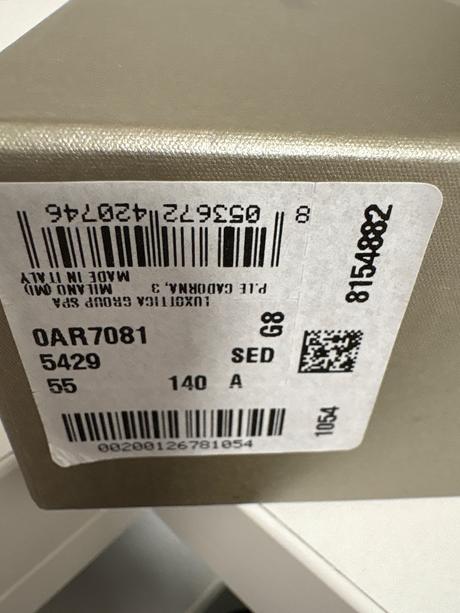 8 053672 420746
LUXOTTICA GROUP SPA
P.LE CADORNA, 3 MILANO (MI)
MADE IN ITALY
8154882
0AR7081
G8
5429 SED
55 140 A
1054
00200126781054